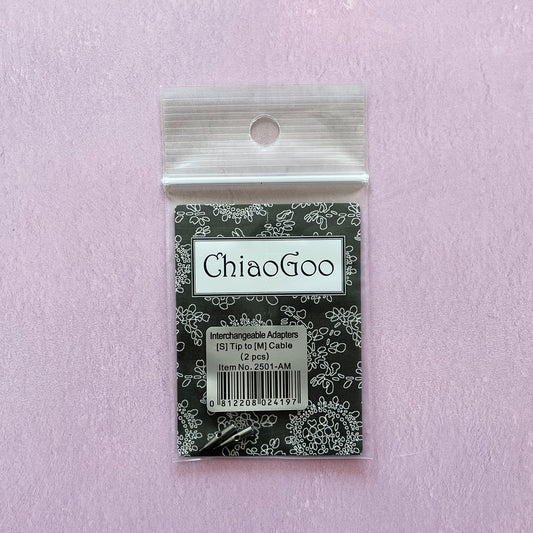 ChiaoGoo
Interchangeable Adapters
[S] Tip to [M] Cable
(2 pcs)
Item No. 2501-AM
0 812208 024197